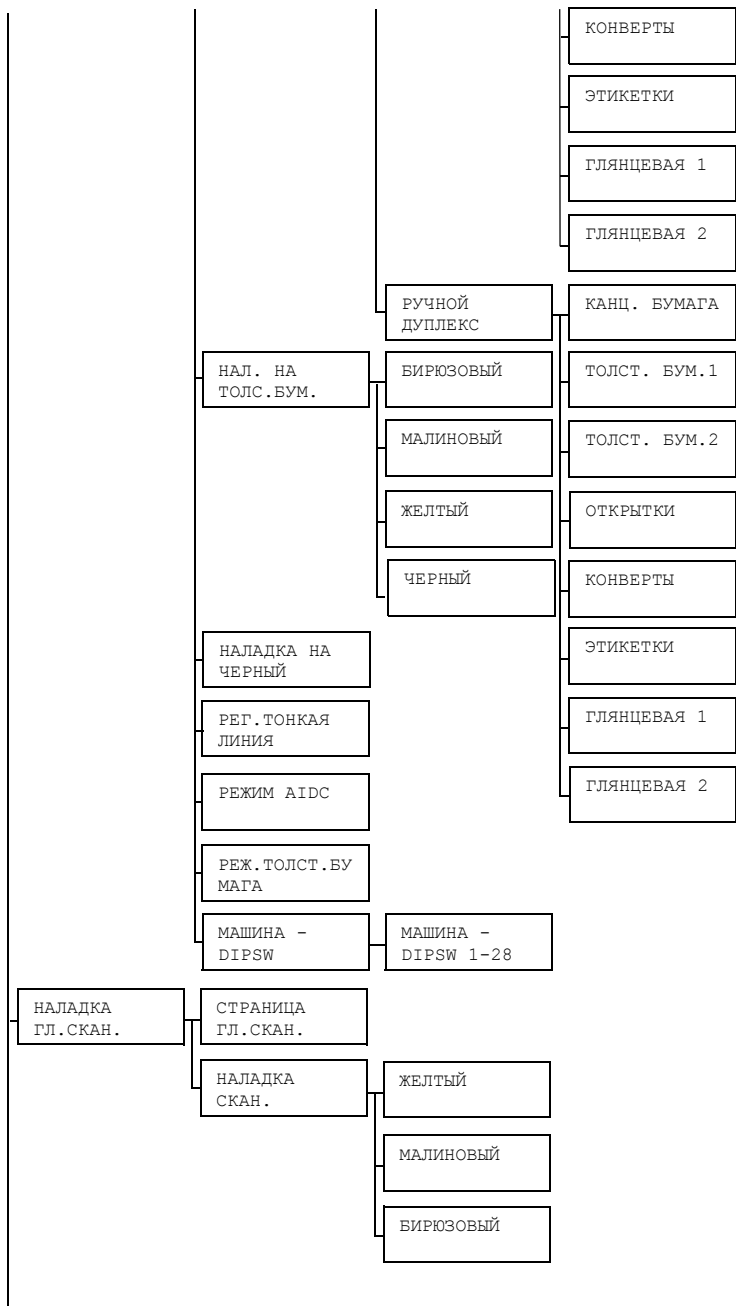 КОНВЕРТЫ
ЭТИКЕТКИ
ГЛЯНЦЕВАЯ 1
ГЛЯНЦЕВАЯ 2
РУЧНОЙ
ДУПЛЕКС
КАНЦ. БУМАГА
НАЛ. НА
ТОЛС.БУМ.
БИРЮЗОВЫЙ
ТОЛСТ. БУМ.1
МАЛИНОВЫЙ
ТОЛСТ. БУМ.2
ЖЕЛТЫЙ
ОТКРЫТКИ
ЧЕРНЫЙ
КОНВЕРТЫ
НАЛАДКА НА
ЧЕРНЫЙ
ЭТИКЕТКИ
РЕГ.ТОНКАЯ
ЛИНИЯ
ГЛЯНЦЕВАЯ 1
РЕЖИМ AIDC
ГЛЯНЦЕВАЯ 2
РЕЖ.ТОЛСТ.БУ
МАГА
МАШИНА -
DIPSW
МАШИНА -
DIPSW 1-28
НАЛАДКА
ГЛ.СКАН.
СТРАНИЦА
ГЛ.СКАН.
НАЛАДКА
СКАН.
ЖЕЛТЫЙ
МАЛИНОВЫЙ
БИРЮЗОВЫЙ